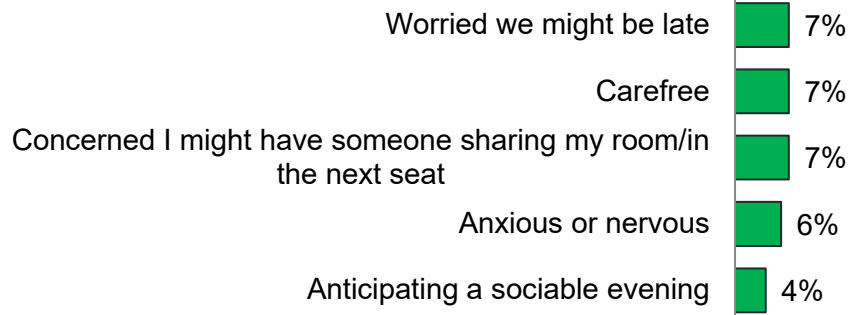 Worried we might be late 7%
Carefree 7%
Concerned I might have someone sharing my room/in
the next seat 7%
Anxious or nervous 6%
Anticipating a sociable evening 4%